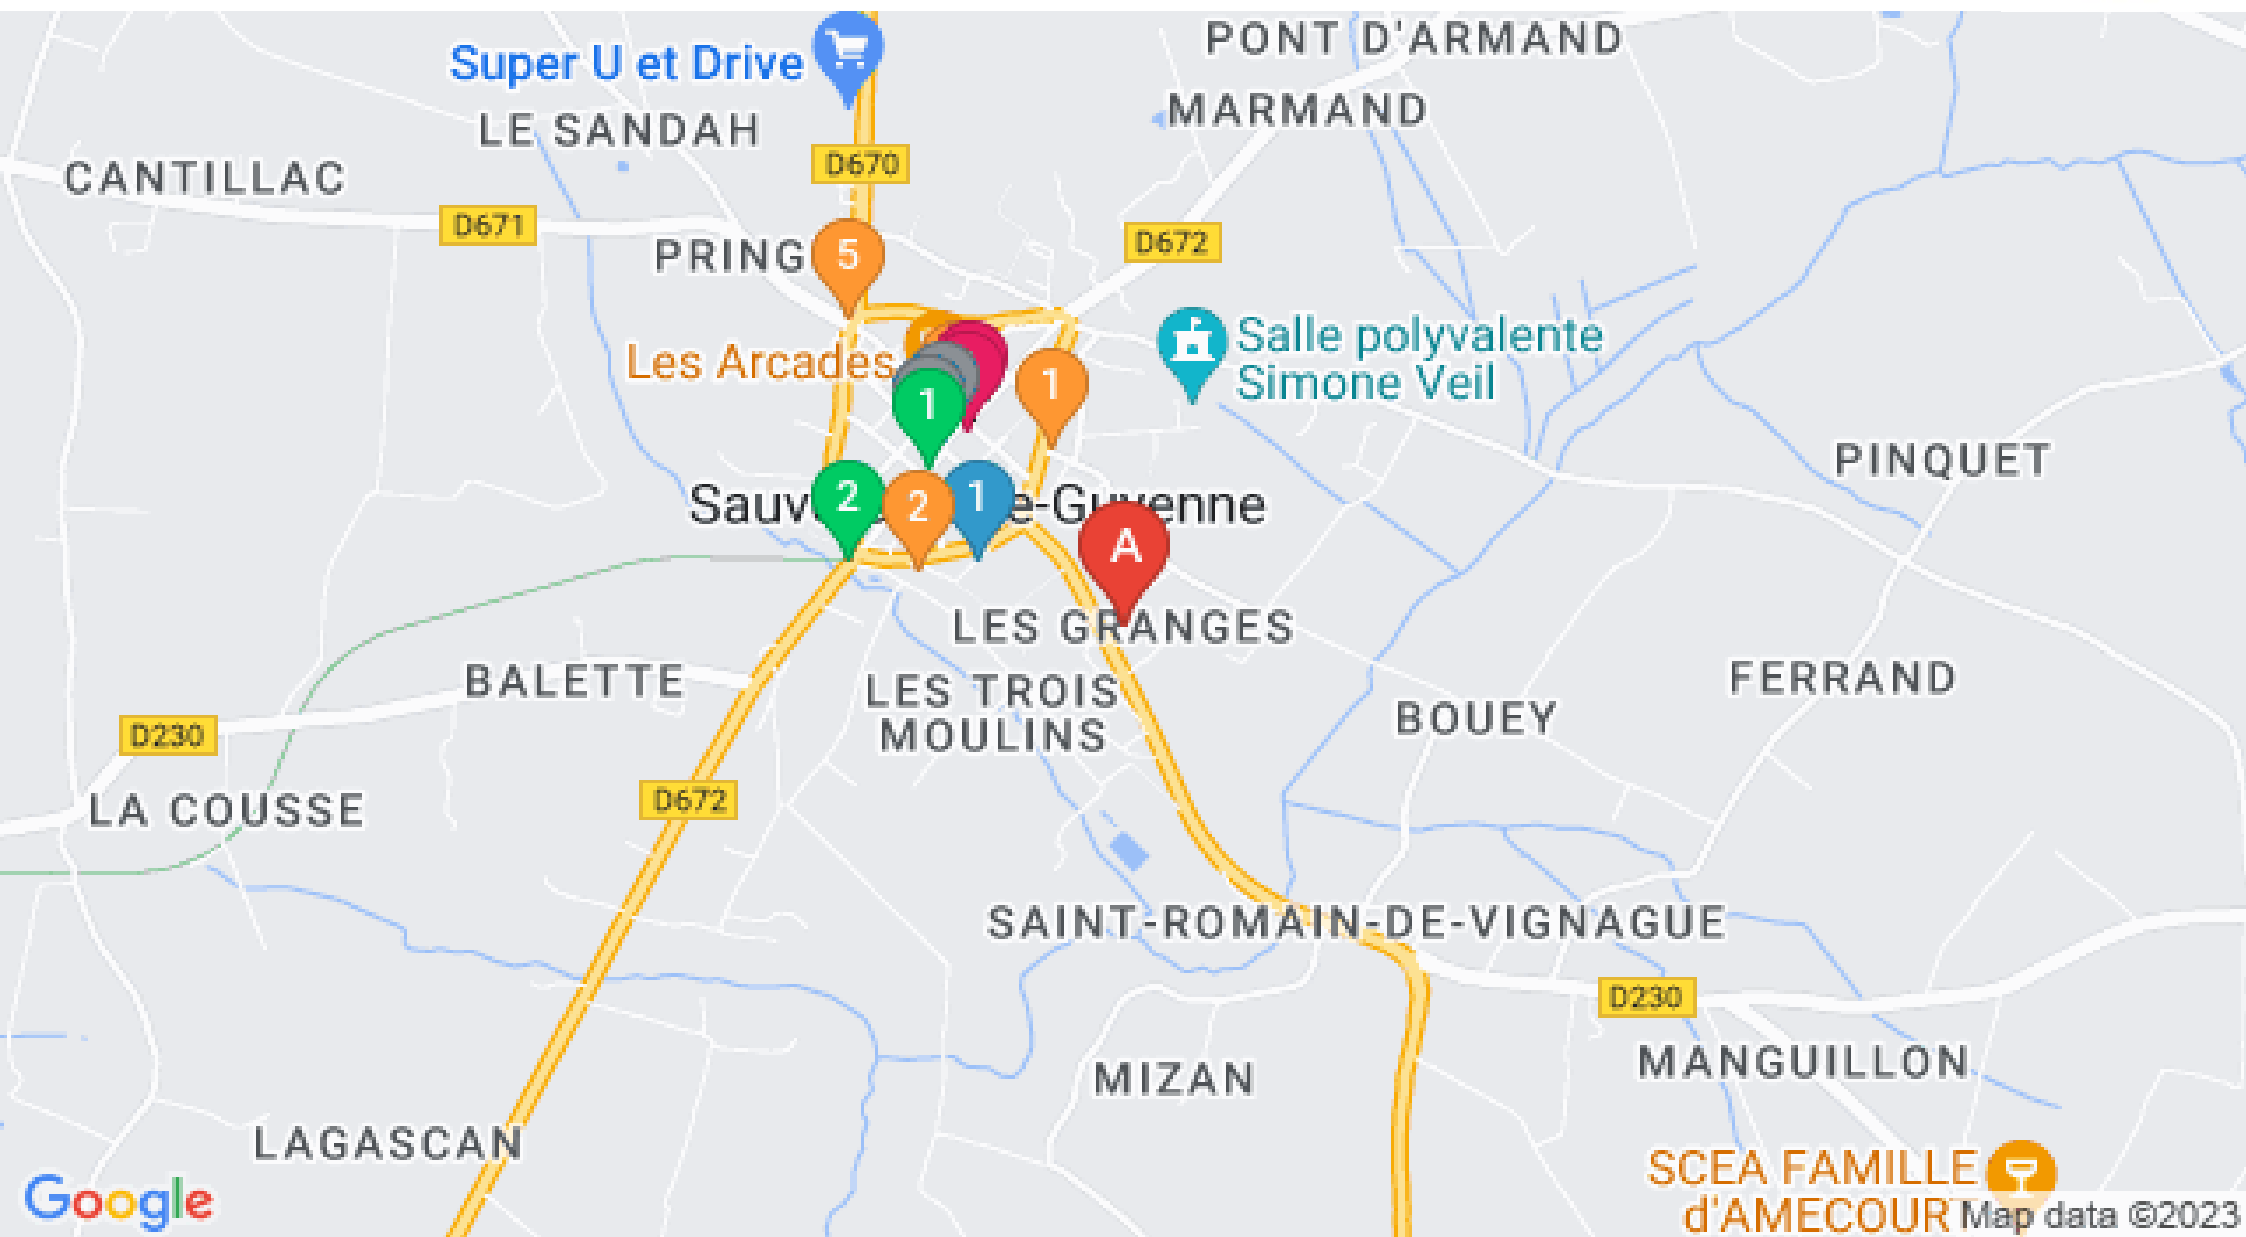 PONT D'ARMAND
Super U et Drive
MARMAND
LE SANDAH
D670
CANTILLAC
D671
D672
PRING
5
Salle polyvalente
Simone Veil
Les Arcades
1
1
PINQUET
2
2
1
A
LES GRANGES
BALETTE
FERRAND
LES TROIS
MOULINS
BOUEY
D230
D672
LA COUSSE
SAINT-ROMAIN-DE-VIGNAGUE
D230
MANGUILLON
MIZAN
LAGASCAN
SCEA FAMILLE
d'AMECOUR
Google
Map data ©2023